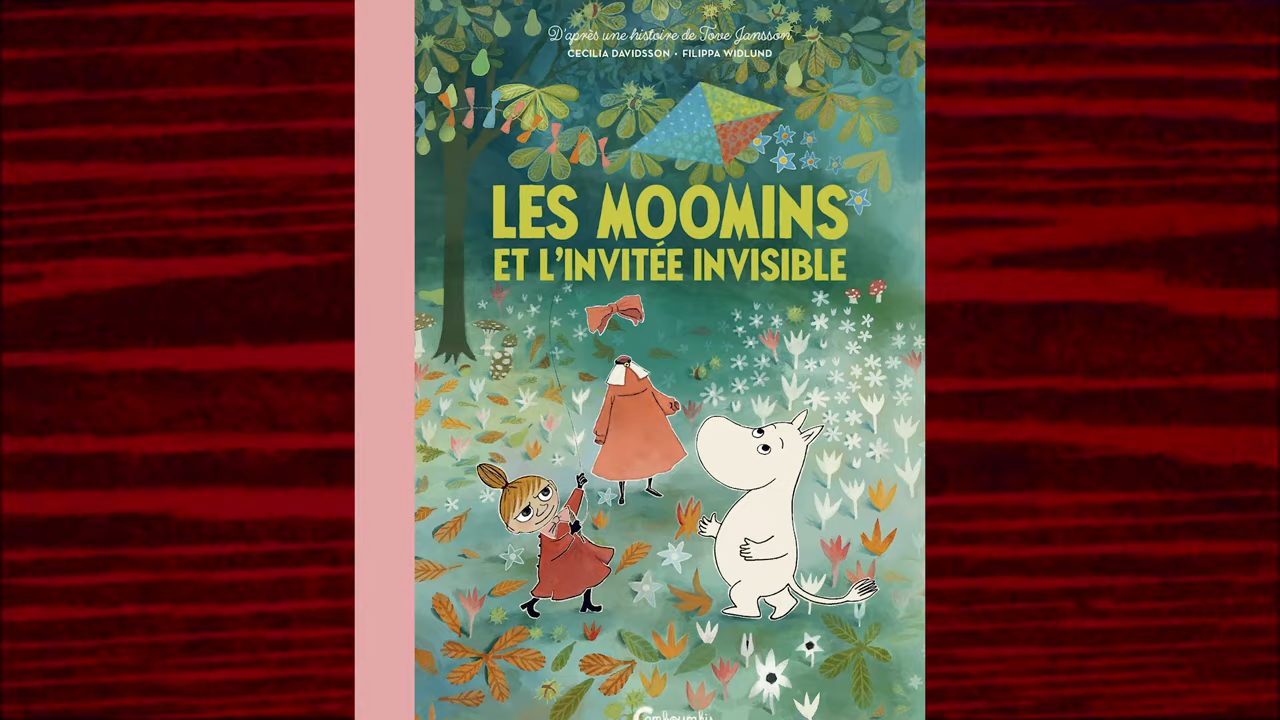 D'après une histoire de Tove Jansson
CECILIA DAVIDSSON • FILIPPA WIDLUND
LES MOOMINS
ET L'INVITÉE INVISIBLE